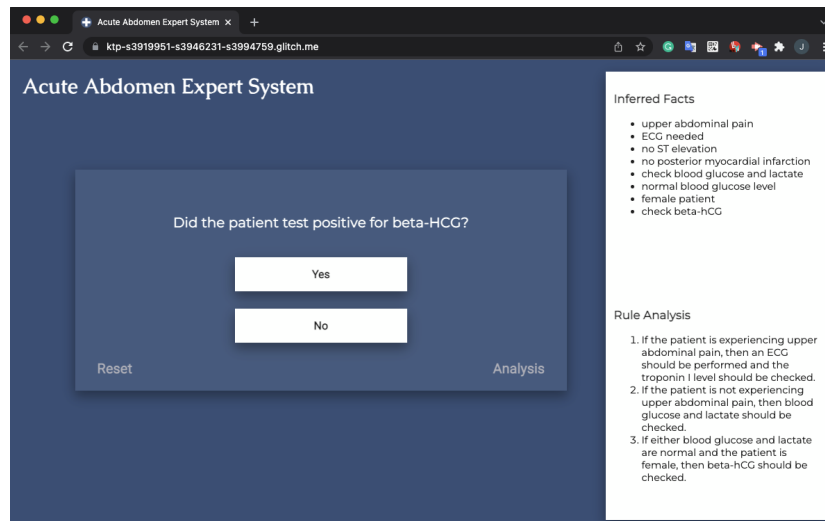 Acute Abdomen Expert System
ktp-s3919951-s3946231-s3994759.glitch.me
J
1
Acute Abdomen Expert System
Did the patient test positive for beta-HCG?
Yes
No
Reset
Analysis
Inferred Facts
• upper abdominal pain
• ECG needed
• no ST elevation
• no posterior myocardial infarction
• check blood glucose and lactate
• normal blood glucose level
• female patient
• check beta-hCG
Rule Analysis
1. If the patient is experiencing upper
abdominal pain, then an ECG
should be performed and the
troponin I level should be checked.
2. If the patient is not experiencing
upper abdominal pain, then blood
glucose and lactate should be
checked.
3. If either blood glucose and lactate
are normal and the patient is
female, then beta-hCG should be
checked.